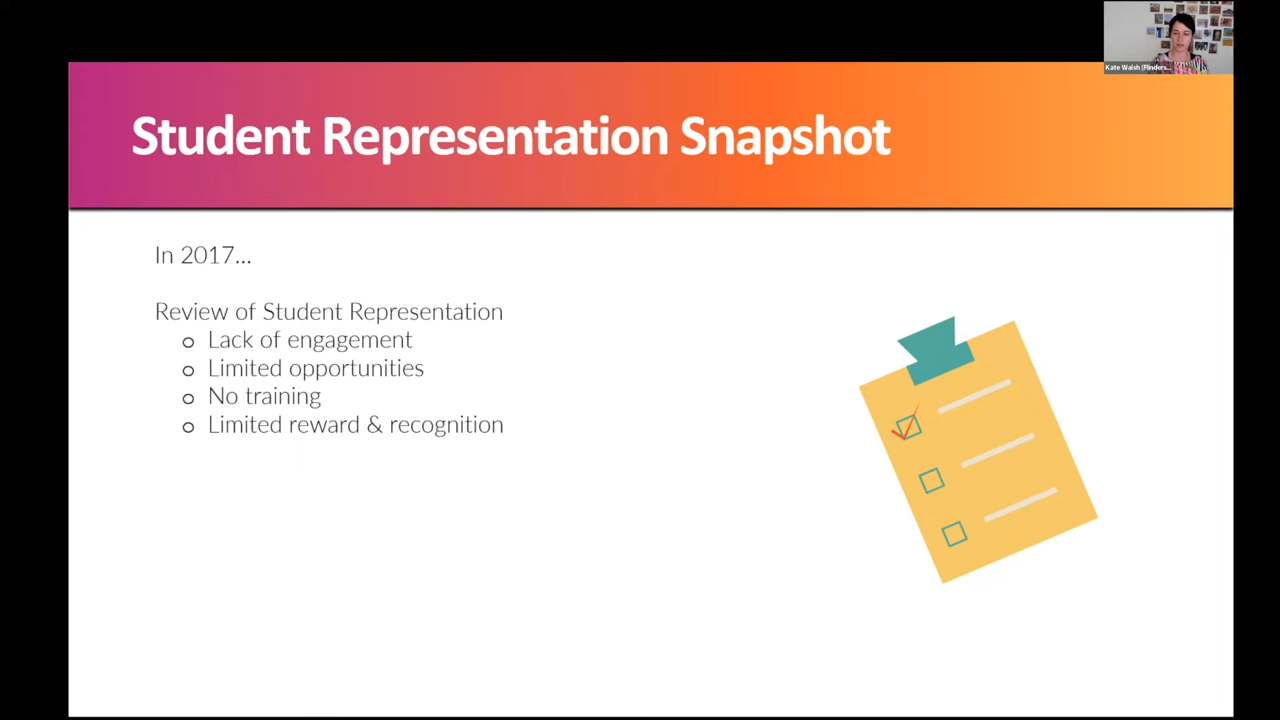 Kate Walsh (Flinders...
Student Representation Snapshot
In 2017...
Review of Student Representation
o Lack of engagement
o Limited opportunities
o No training
o Limited reward & recognition